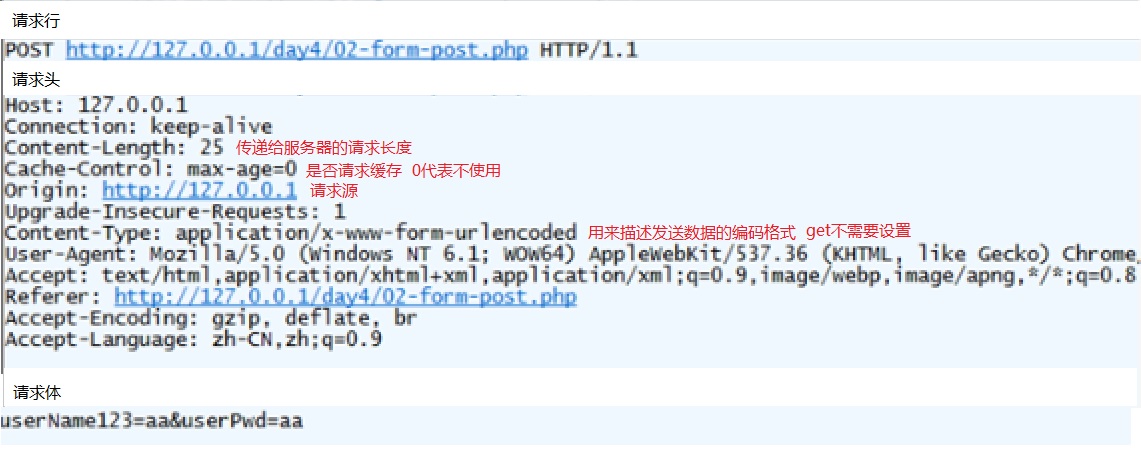 请求行
POST http://127.0.0.1/day4/02-form-post.php HTTP/1.1
请求头
Host: 127.0.0.1
Connection: keep-alive
Content-Length: 25 传递给服务器的请求长度
Cache-Control: max-age=0 是否请求缓存 0代表不使用
Origin: http://127.0.0.1 请求源
Upgrade-Insecure-Requests: 1
Content-Type: application/x-www-form-urlencoded 用来描述发送数据的编码格式 get不需要设置
User-Agent: Mozilla/5.0 (Windows NT 6.1; WOW64) AppleWebKit/537.36 (KHTML, like Gecko) Chrome
Accept: text/html,application/xhtml+xml,application/xml;q=0.9,image/webp,image/apng,*/*;q=0.8
Referer: http://127.0.0.1/day4/02-form-post.php
Accept-Encoding: gzip, deflate, br
Accept-Language: zh-CN,zh;q=0.9
请求体
userName123=aa&userPwd=aa